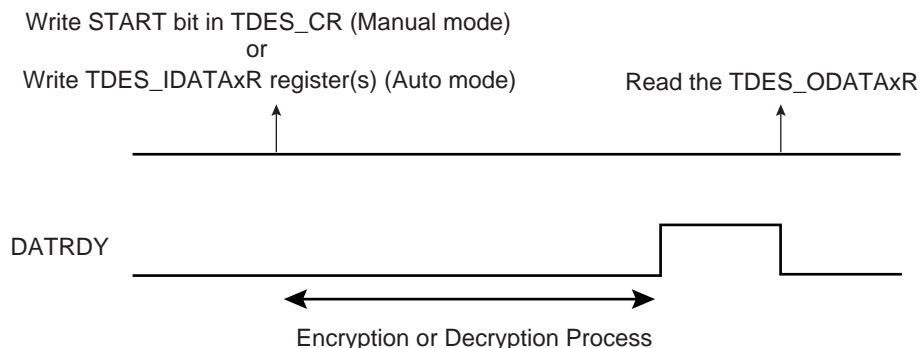 Write START bit in TDES_CR (Manual mode)
or
Write TDES_IDATAxR register(s) (Auto mode)
Read the TDES_ODATAxR
DATRDY
Encryption or Decryption Process